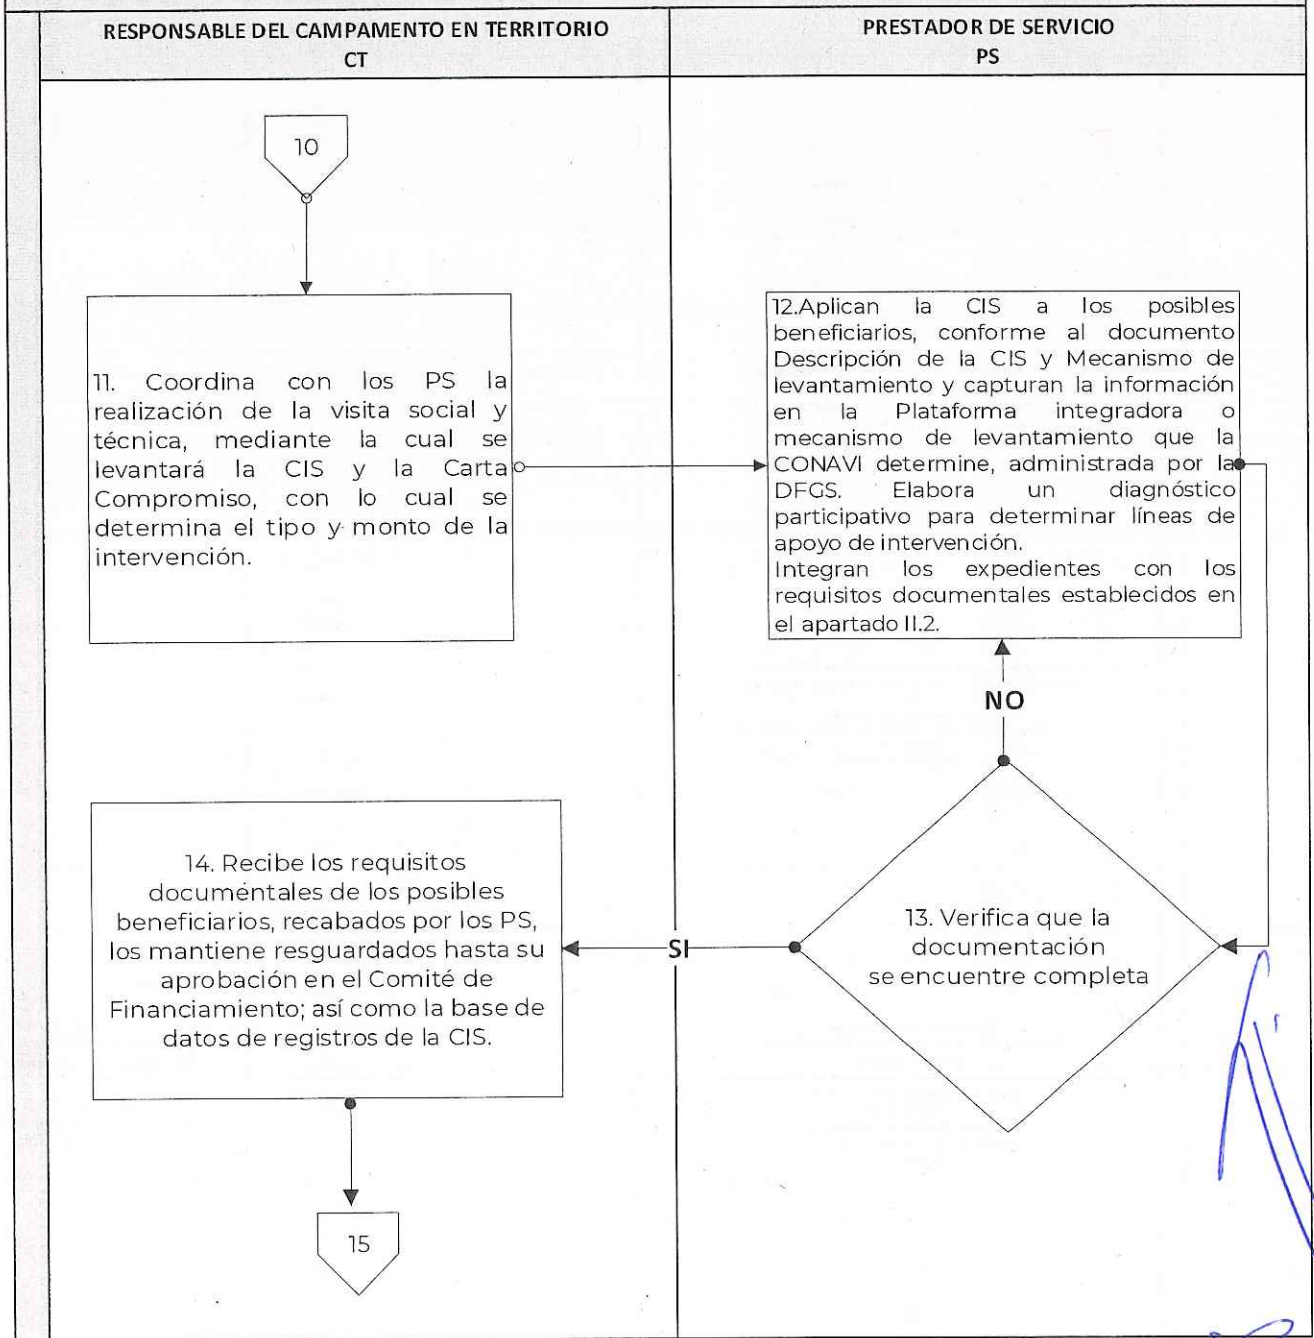 RESPONSABLE DEL CAMPAMENTO EN TERRITORIO
CT
PRESTADOR DE SERVICIO
PS
10
11. Coordina con los PS la
realización de la visita social y
técnica, mediante la cual se
levantará la CIS y la Carta
Compromiso, con lo cual se
determina el tipo y monto de la
intervención.
12.Aplican la CIS a los posibles
beneficiarios, conforme al documento
Descripción de la CIS y Mecanismo de
levantamiento y capturan la información
en la Plataforma integradora o
mecanismo de levantamiento que la
CONAVI determine, administrada por la
DFGS. Elabora un diagnóstico
participativo para determinar líneas de
apoyo de intervención.
Integran los expedientes con los
requisitos documentales establecidos en
el apartado II.2.
NO
13. Verifica que la
documentación
se encuentre completa
SI
14. Recibe los requisitos
documéntales de los posibles
beneficiarios, recabados por los PS,
los mantiene resguardados hasta su
aprobación en el Comité de
Financiamiento; así como la base de
datos de registros de la CIS.
15